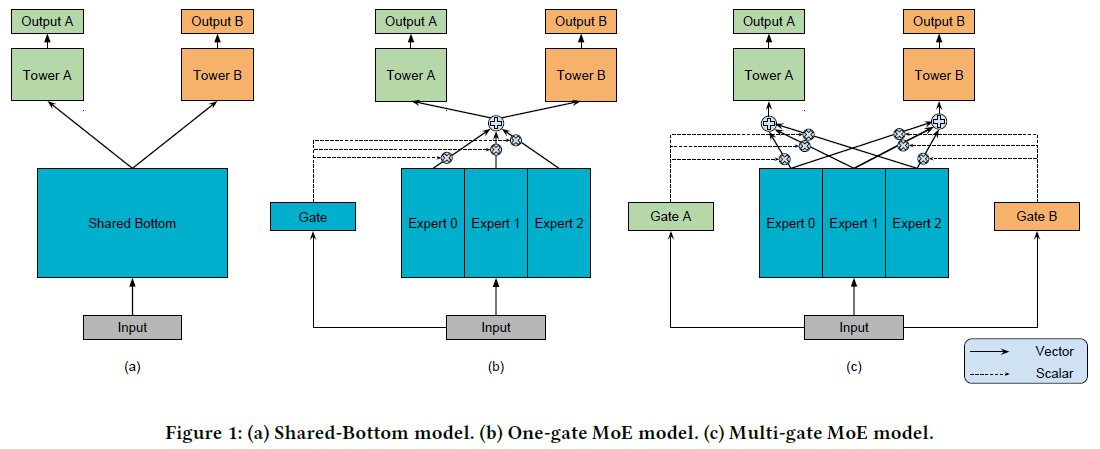 Output A
Output B
Tower A
Tower B
Shared Bottom
Input
(a)
Output A
Output B
Tower A
Tower B
Gate
Expert 0
Expert 1
Expert 2
Input
(b)
Output A
Output B
Tower A
Tower B
Gate A
Expert 0
Expert 1
Expert 2
Gate B
Input
(c)
Vector
Scalar
Figure 1: (a) Shared-Bottom model. (b) One-gate MoE model. (c) Multi-gate MoE model.